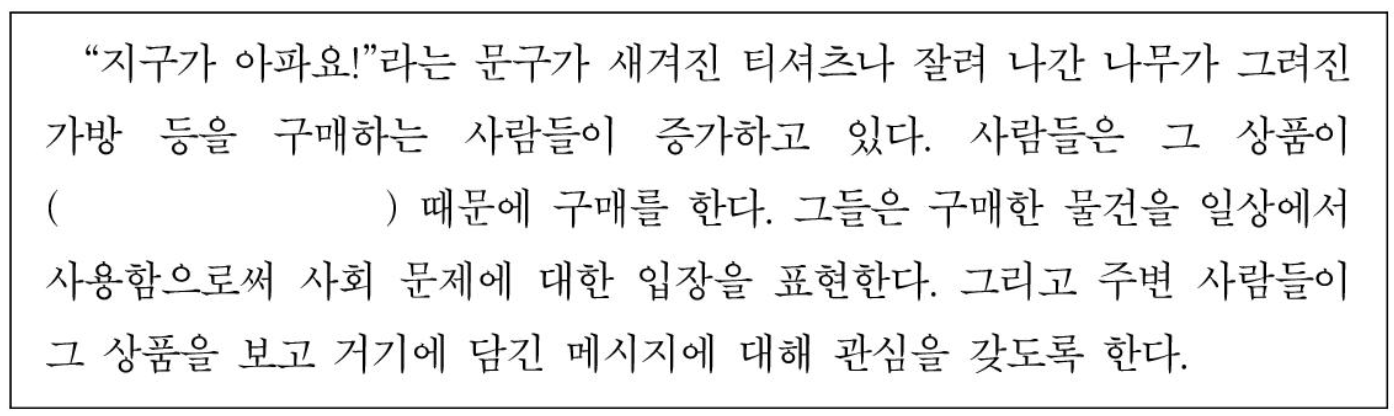 “지구가 아파요!”라는 문구가 새겨진 티셔츠나 잘려 나간 나무가 그려진
가방 등을 구매하는 사람들이 증가하고 있다. 사람들은 그 상품이
(                    ) 때문에 구매를 한다. 그들은 구매한 물건을 일상에서
사용함으로써 사회 문제에 대한 입장을 표현한다. 그리고 주변 사람들이
그 상품을 보고 거기에 담긴 메시지에 대해 관심을 갖도록 한다.